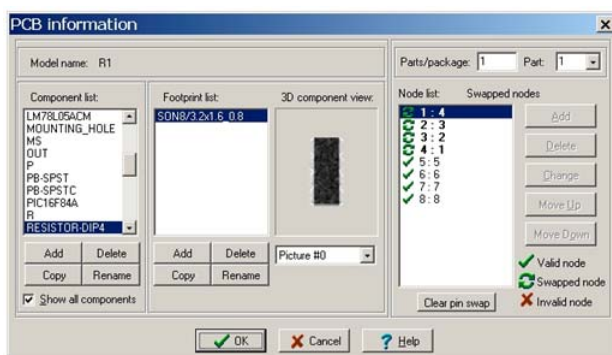 PCB information
Model name: R1
Parts/package: 1 Part: 1
Component list:
LM78L05ACM
MOUNTING_HOLE
MS
OUT
P
PB-SPST
PB-SPSTC
PIC16F84A
R
RESISTOR-DIP4
Add Delete
Copy Rename
Show all components
Footprint list:
SON8/3.2x1.6_0.8
Add Delete
Copy Rename
3D component view:
Picture #0
Node list: Swapped nodes
1 : 4
2 : 3
3 : 2
4 : 1
5 : 5
6 : 6
7 : 7
8 : 8
Add
Delete
Change
Move Up
Move Down
Valid node
Swapped node
Invalid node
Clear pin swap
OK Cancel Help